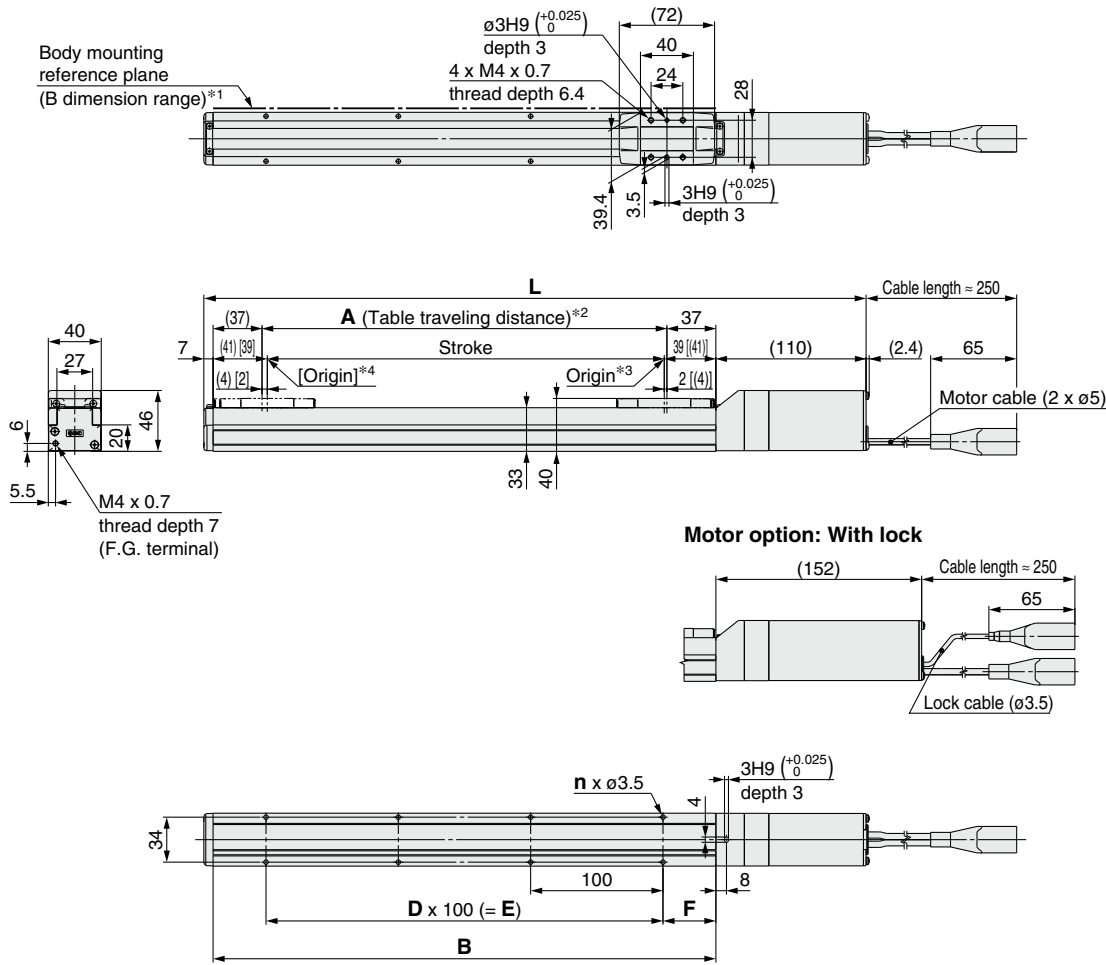 Body mounting
reference plane
(B dimension range)*1
ø3H9 (+0.025 0)
depth 3
4 x M4 x 0.7
thread depth 6.4
(72)
40
24
28
39.4
3.5
3H9 (+0.025 0)
depth 3
L
Cable length ≈ 250
(37)
A (Table traveling distance)*2
37
7
(41) [39]
Stroke
39 [(41)]
(110)
(2.4)
65
(4) [2]
[Origin]*4
Origin*3
2 [(4)]
Motor cable (2 x ø5)
33
40
40
27
46
20
6
5.5
M4 x 0.7
thread depth 7
(F.G. terminal)
Motor option: With lock
(152)
Cable length ≈ 250
65
Lock cable (ø3.5)
n x ø3.5
3H9 (+0.025 0)
depth 3
4
34
100
8
D x 100 (= E)
F
B